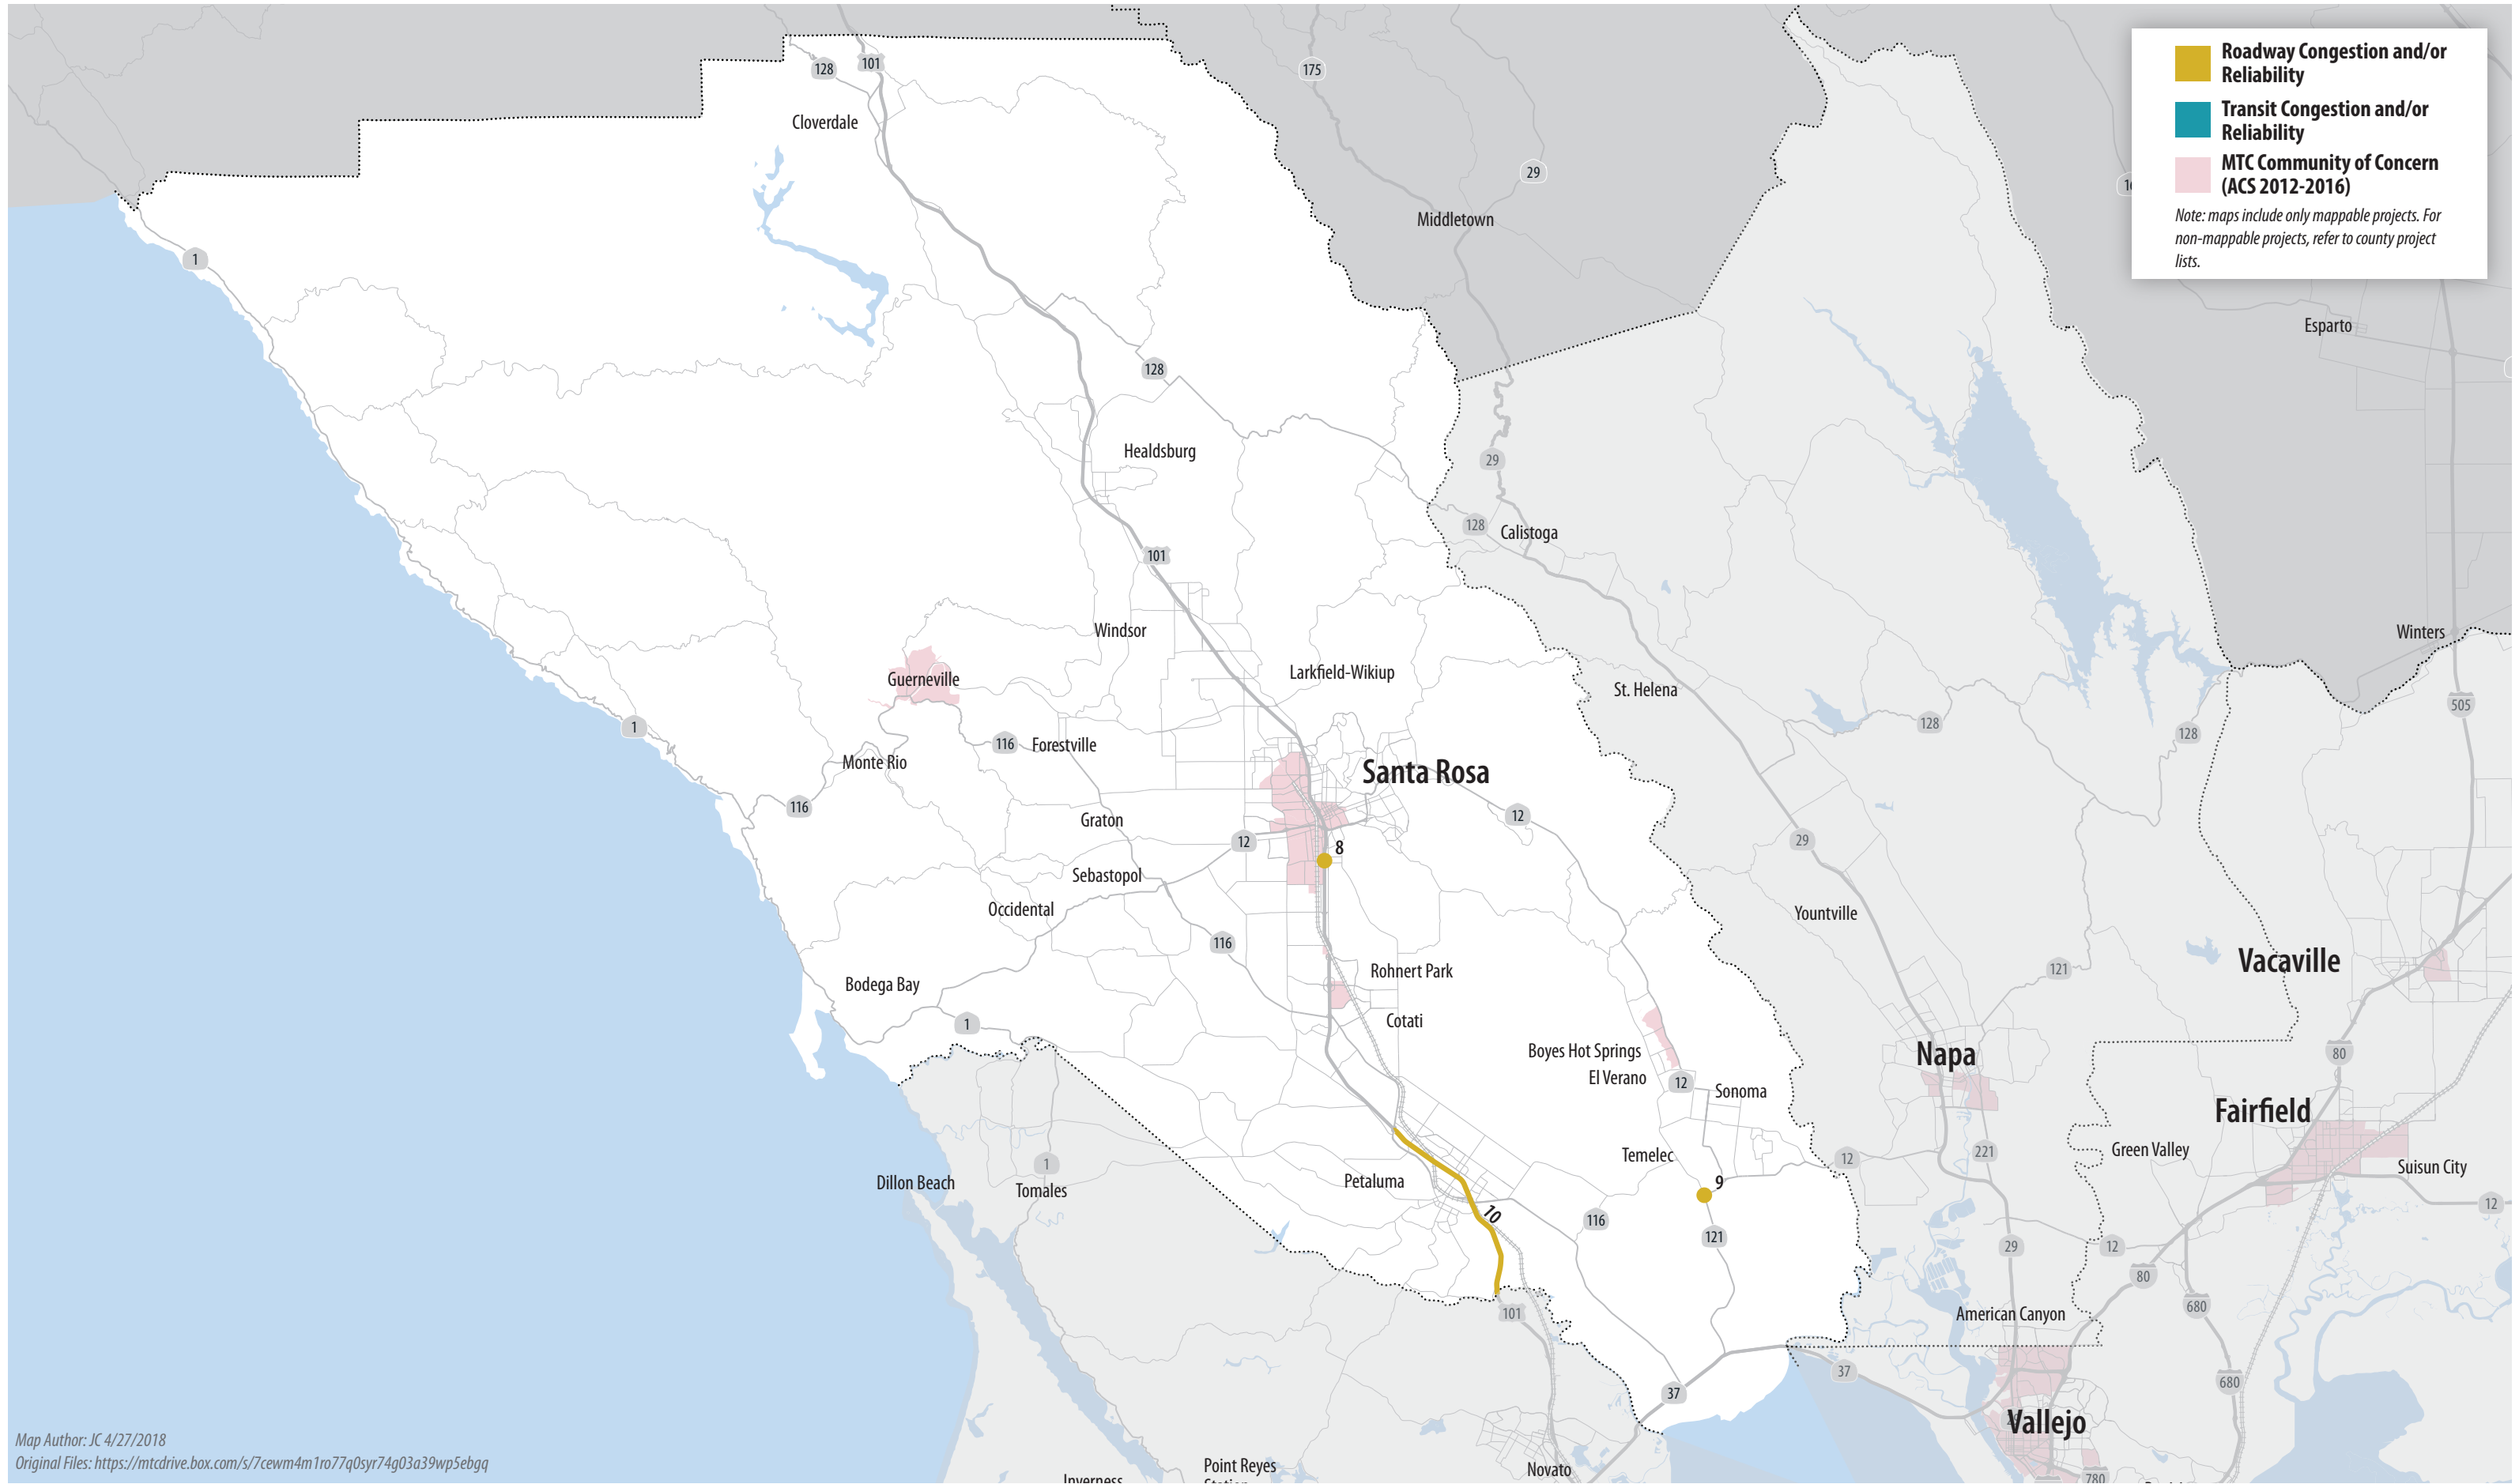 Roadway Congestion and/or
Reliability
Transit Congestion and/or
Reliability
MTC Community of Concern
(ACS 2012-2016)
Note: maps include only mappable projects. For
non-mappable projects, refer to county project
lists.
128
101
175
Cloverdale
29
Middletown
1
Esparto
128
Healdsburg
29
128
Calistoga
101
Windsor
Winters
Larkfield-Wikiup
Guerneville
St. Helena
505
1
128
128
116
Forestville
Monte Rio
Santa Rosa
116
12
Graton
12
29
8
Sebastopol
Occidental
Yountville
116
Vacaville
Rohnert Park
121
Bodega Bay
1
Cotati
Boyes Hot Springs
80
Napa
El Verano
12
Sonoma
Fairfield
Temelec
12
221
Green Valley
1
Suisun City
Dillon Beach
Tomales
Petaluma
9
12
10
116
121
29
12
80
680
101
American Canyon
37
37
680
Vallejo
Map Author: JC 4/27/2018
Original Files: https://mtcdrive.box.com/s/7cewm4m1ro77q0syr74g03a39wp5ebgq
Point Reyes
Novato
780
Inverness